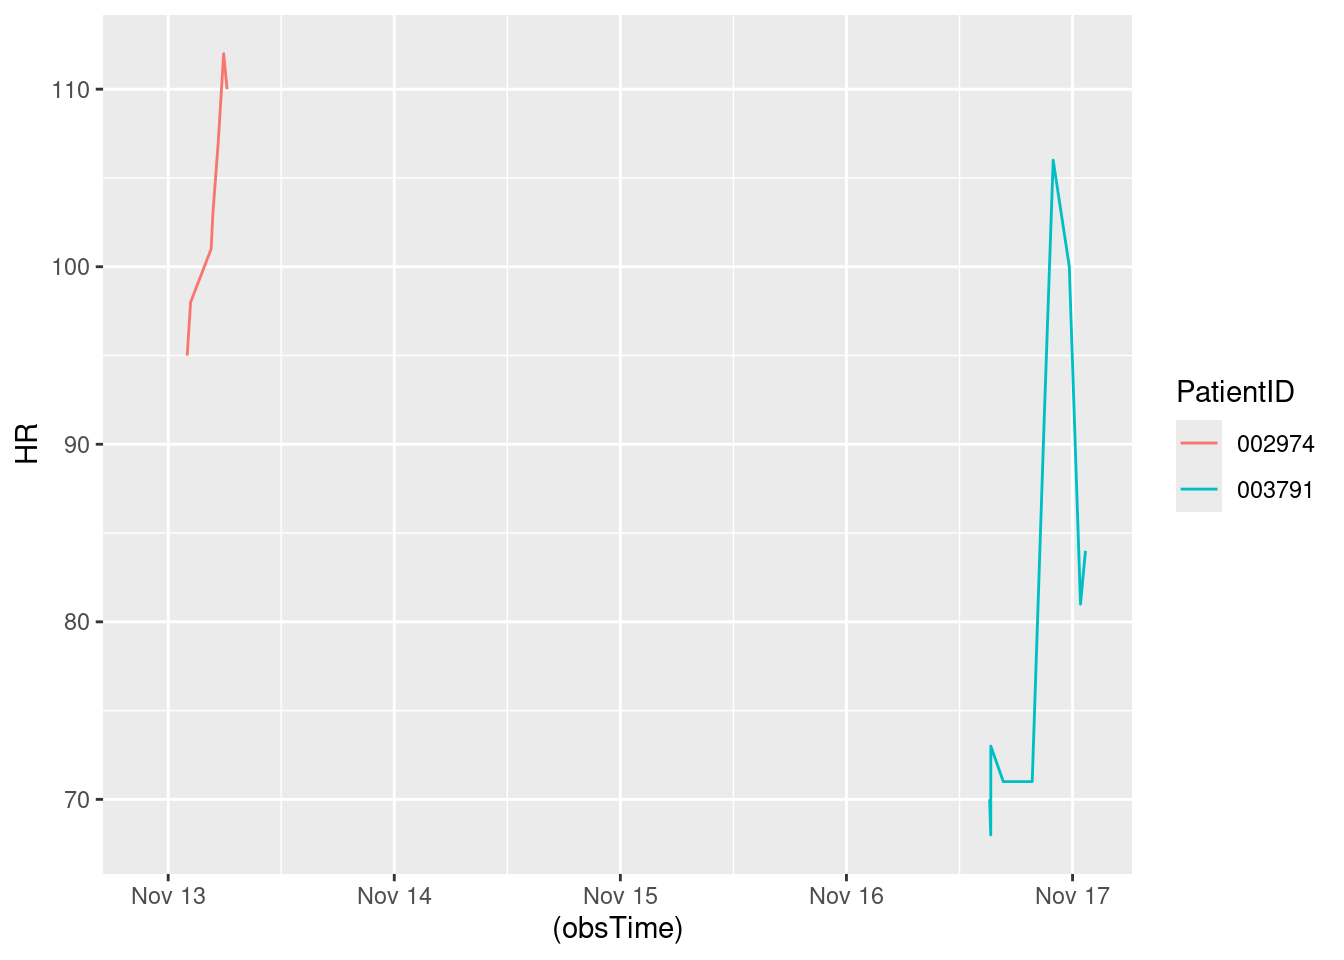 110
100
90
80
70
HR
Nov 13
Nov 14
Nov 15
Nov 16
Nov 17
(obsTime)
PatientID
002974
003791